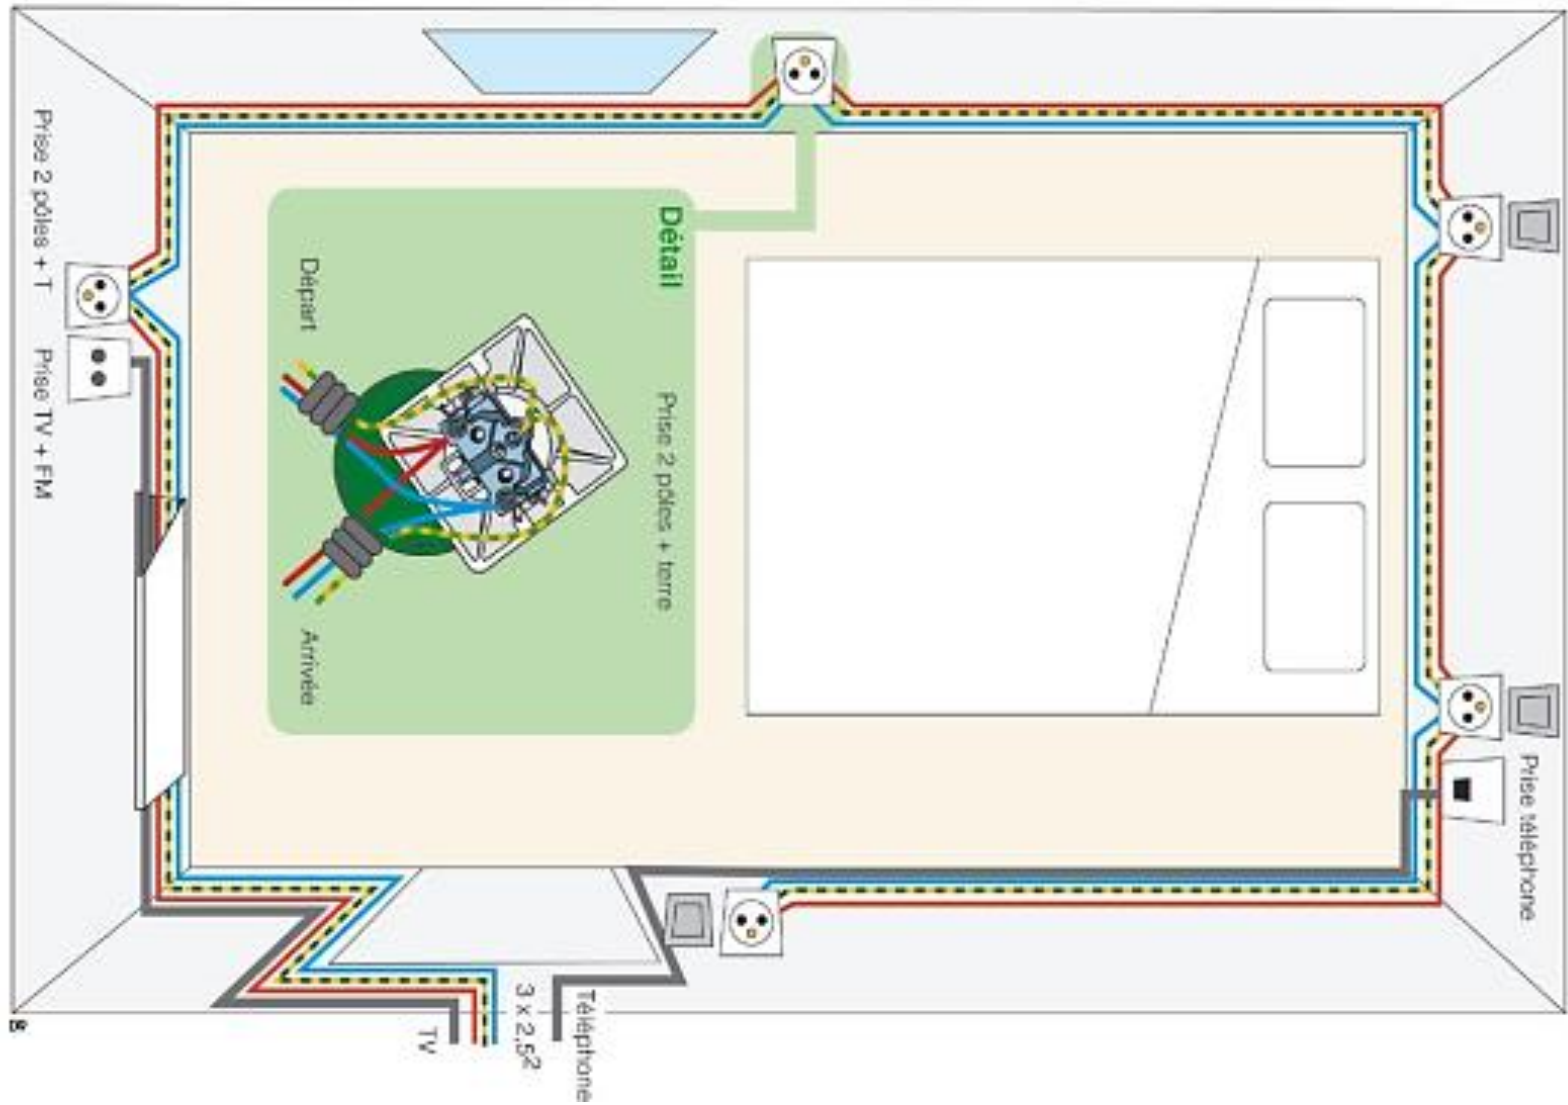 Prise téléphone
Détail
Prise 2 pôles + terre
Départ
Arrivée
Prise 2 pôles + T
Prise TV + FM
Téléphone
3 x 2,5²
TV